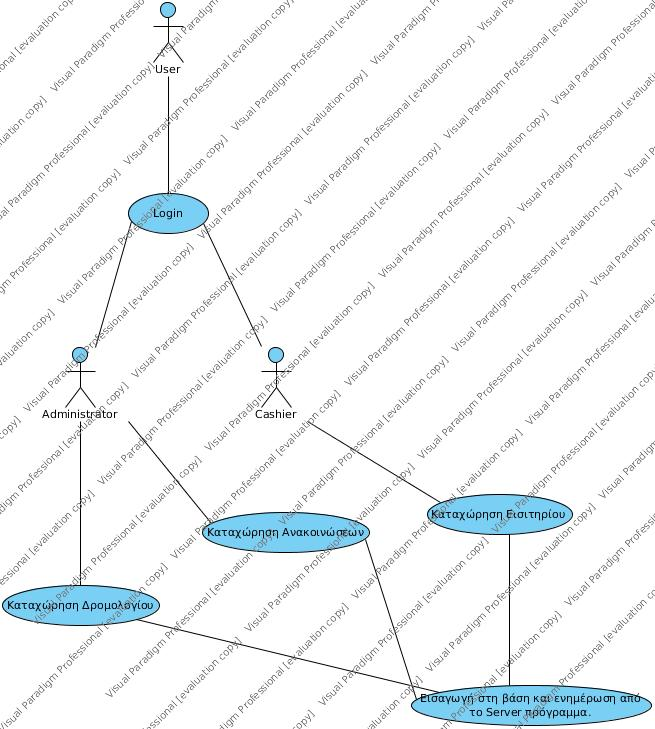 User
Login
Administrator
Cashier
Καταχώρηση Εισιτηρίου
Καταχώρηση Ανακοινώσεων
Καταχώρηση Δρομολογίου
Εισαγωγή στη βάση και ενημέρωση από
το Server πρόγραμμα.
Visual Paradigm Professional [evaluation copy]